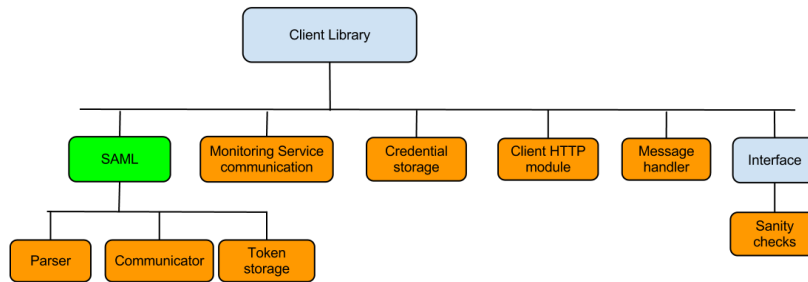 Client Library
SAML
Monitoring Service
communication
Credential
storage
Client HTTP
module
Message
handler
Interface
Parser
Communicator
Token
storage
Sanity
checks